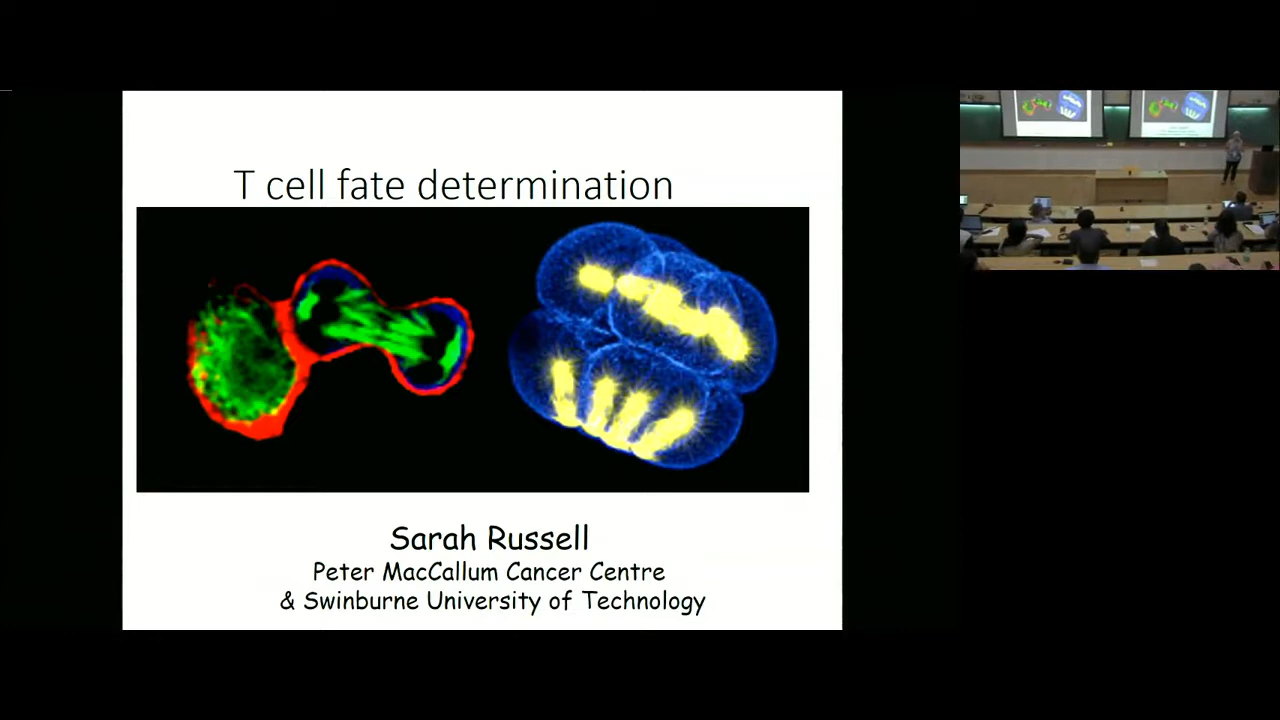 T cell fate determination
Sarah Russell
Peter MacCallum Cancer Centre
& Swinburne University of Technology